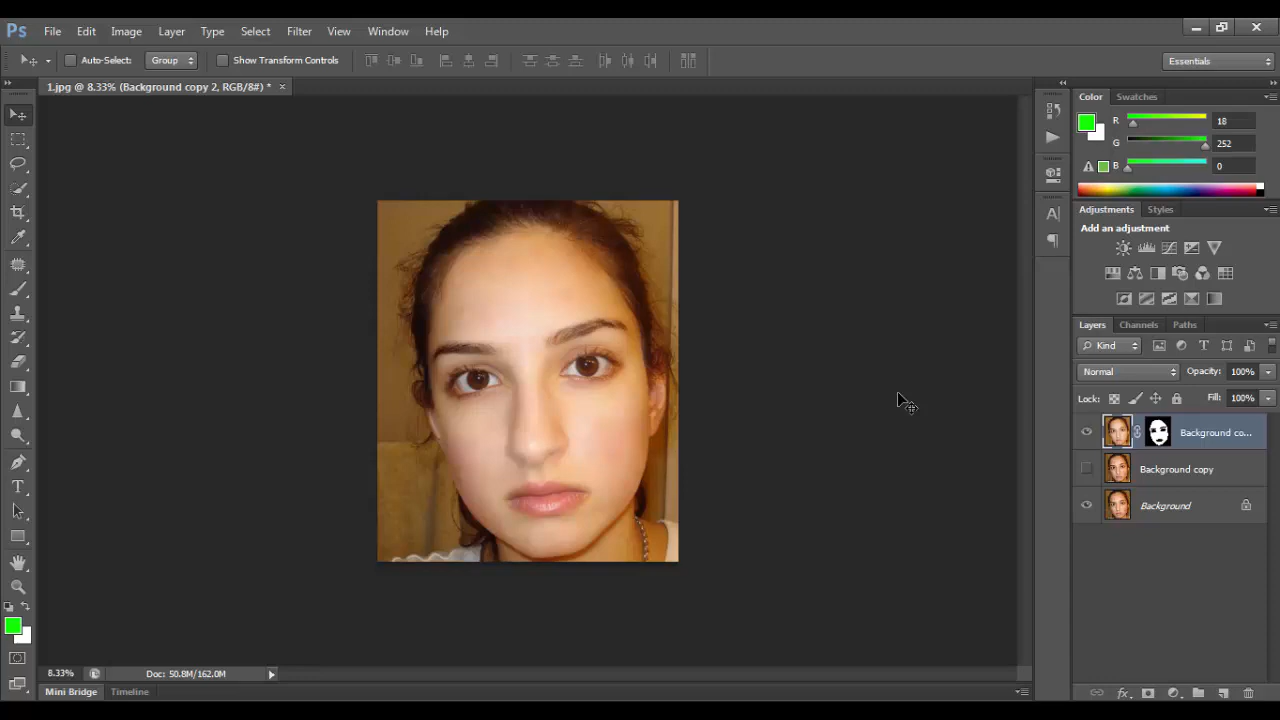 Ps File Edit Image Layer Type Select Filter View Window Help
Auto-Select: Group Show Transform Controls Essentials
1.jpg @ 8.33% (Background copy 2, RGB/8#) * ×
Color Swatches
R 18
G 252
B 0
Adjustments Styles
Add an adjustment
Layers Channels Paths
Kind
Normal Opacity: 100%
Lock: Fill: 100%
Background co...
Background copy
Background
8.33% Doc: 50.8M/162.0M
Mini Bridge Timeline